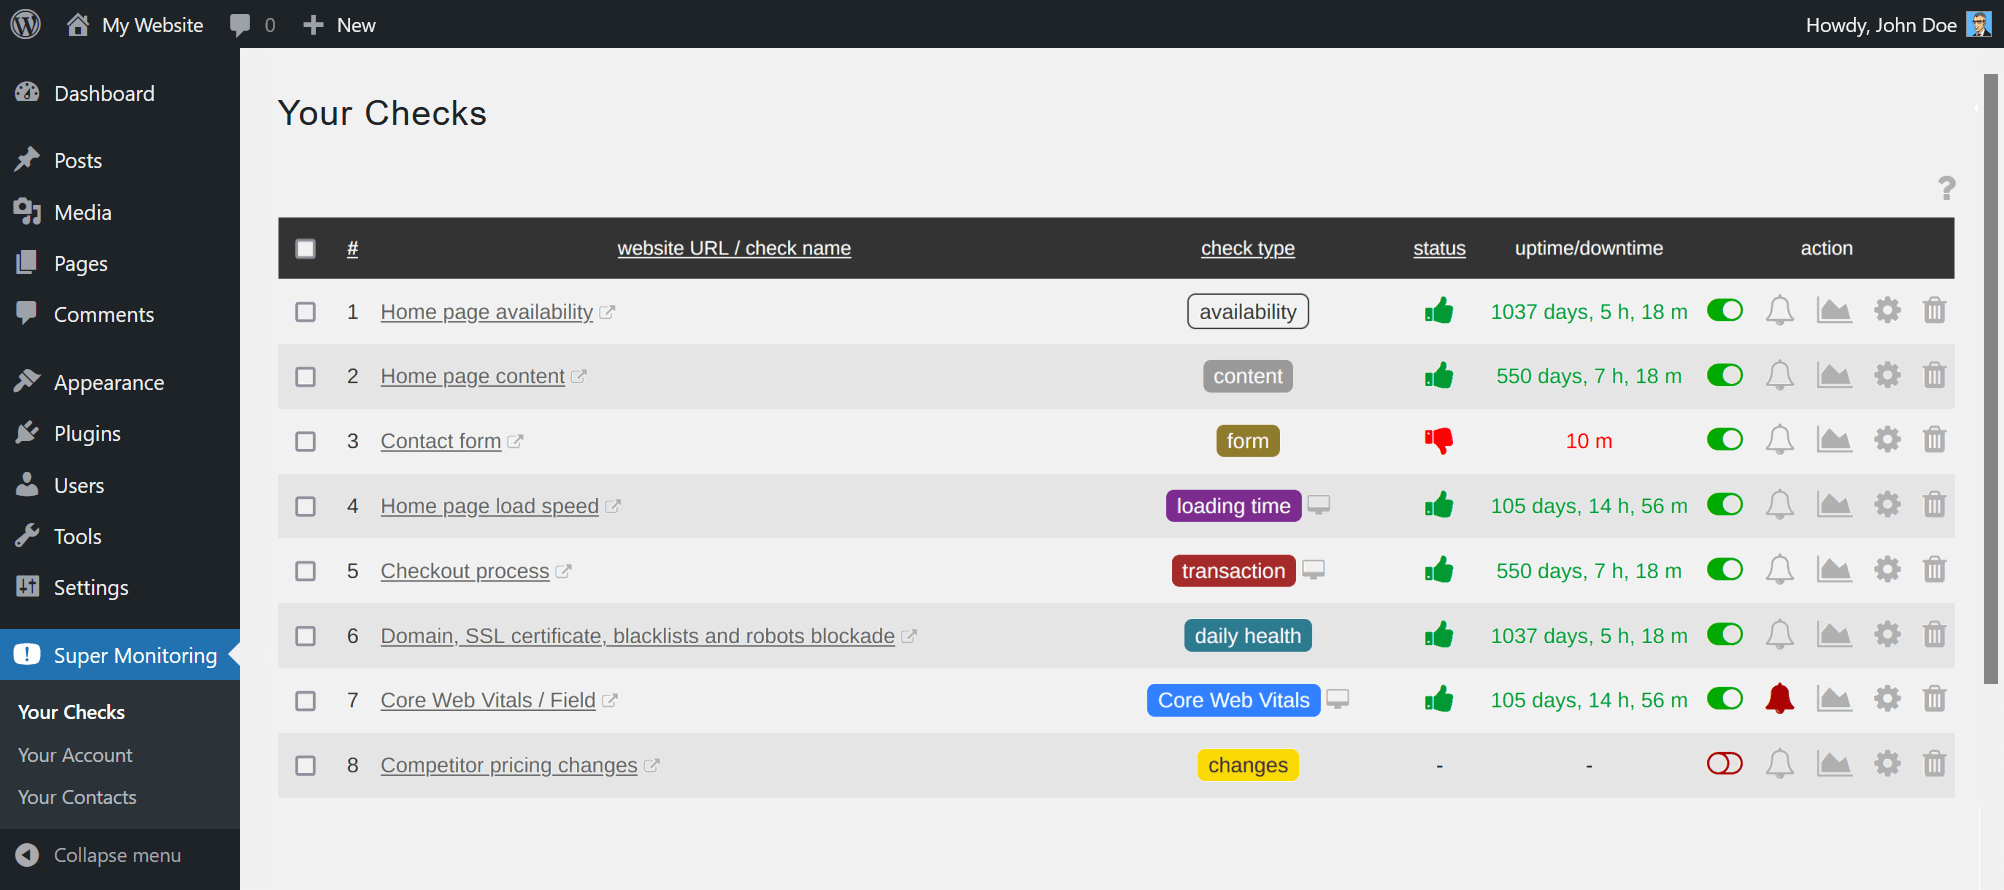 My Website 0 New Howdy, John Doe
Dashboard
Posts
Media
Pages
Comments
Appearance
Plugins
Users
Tools
Settings
Super Monitoring
Your Checks
Your Account
Your Contacts
Collapse menu
Your Checks
?
# website URL / check name check type status uptime/downtime action
1 Home page availability availability 1037 days, 5 h, 18 m
2 Home page content content 550 days, 7 h, 18 m
3 Contact form form 10 m
4 Home page load speed loading time 105 days, 14 h, 56 m
5 Checkout process transaction 550 days, 7 h, 18 m
6 Domain, SSL certificate, blacklists and robots blockade daily health 1037 days, 5 h, 18 m
7 Core Web Vitals / Field Core Web Vitals 105 days, 14 h, 56 m
8 Competitor pricing changes changes - -